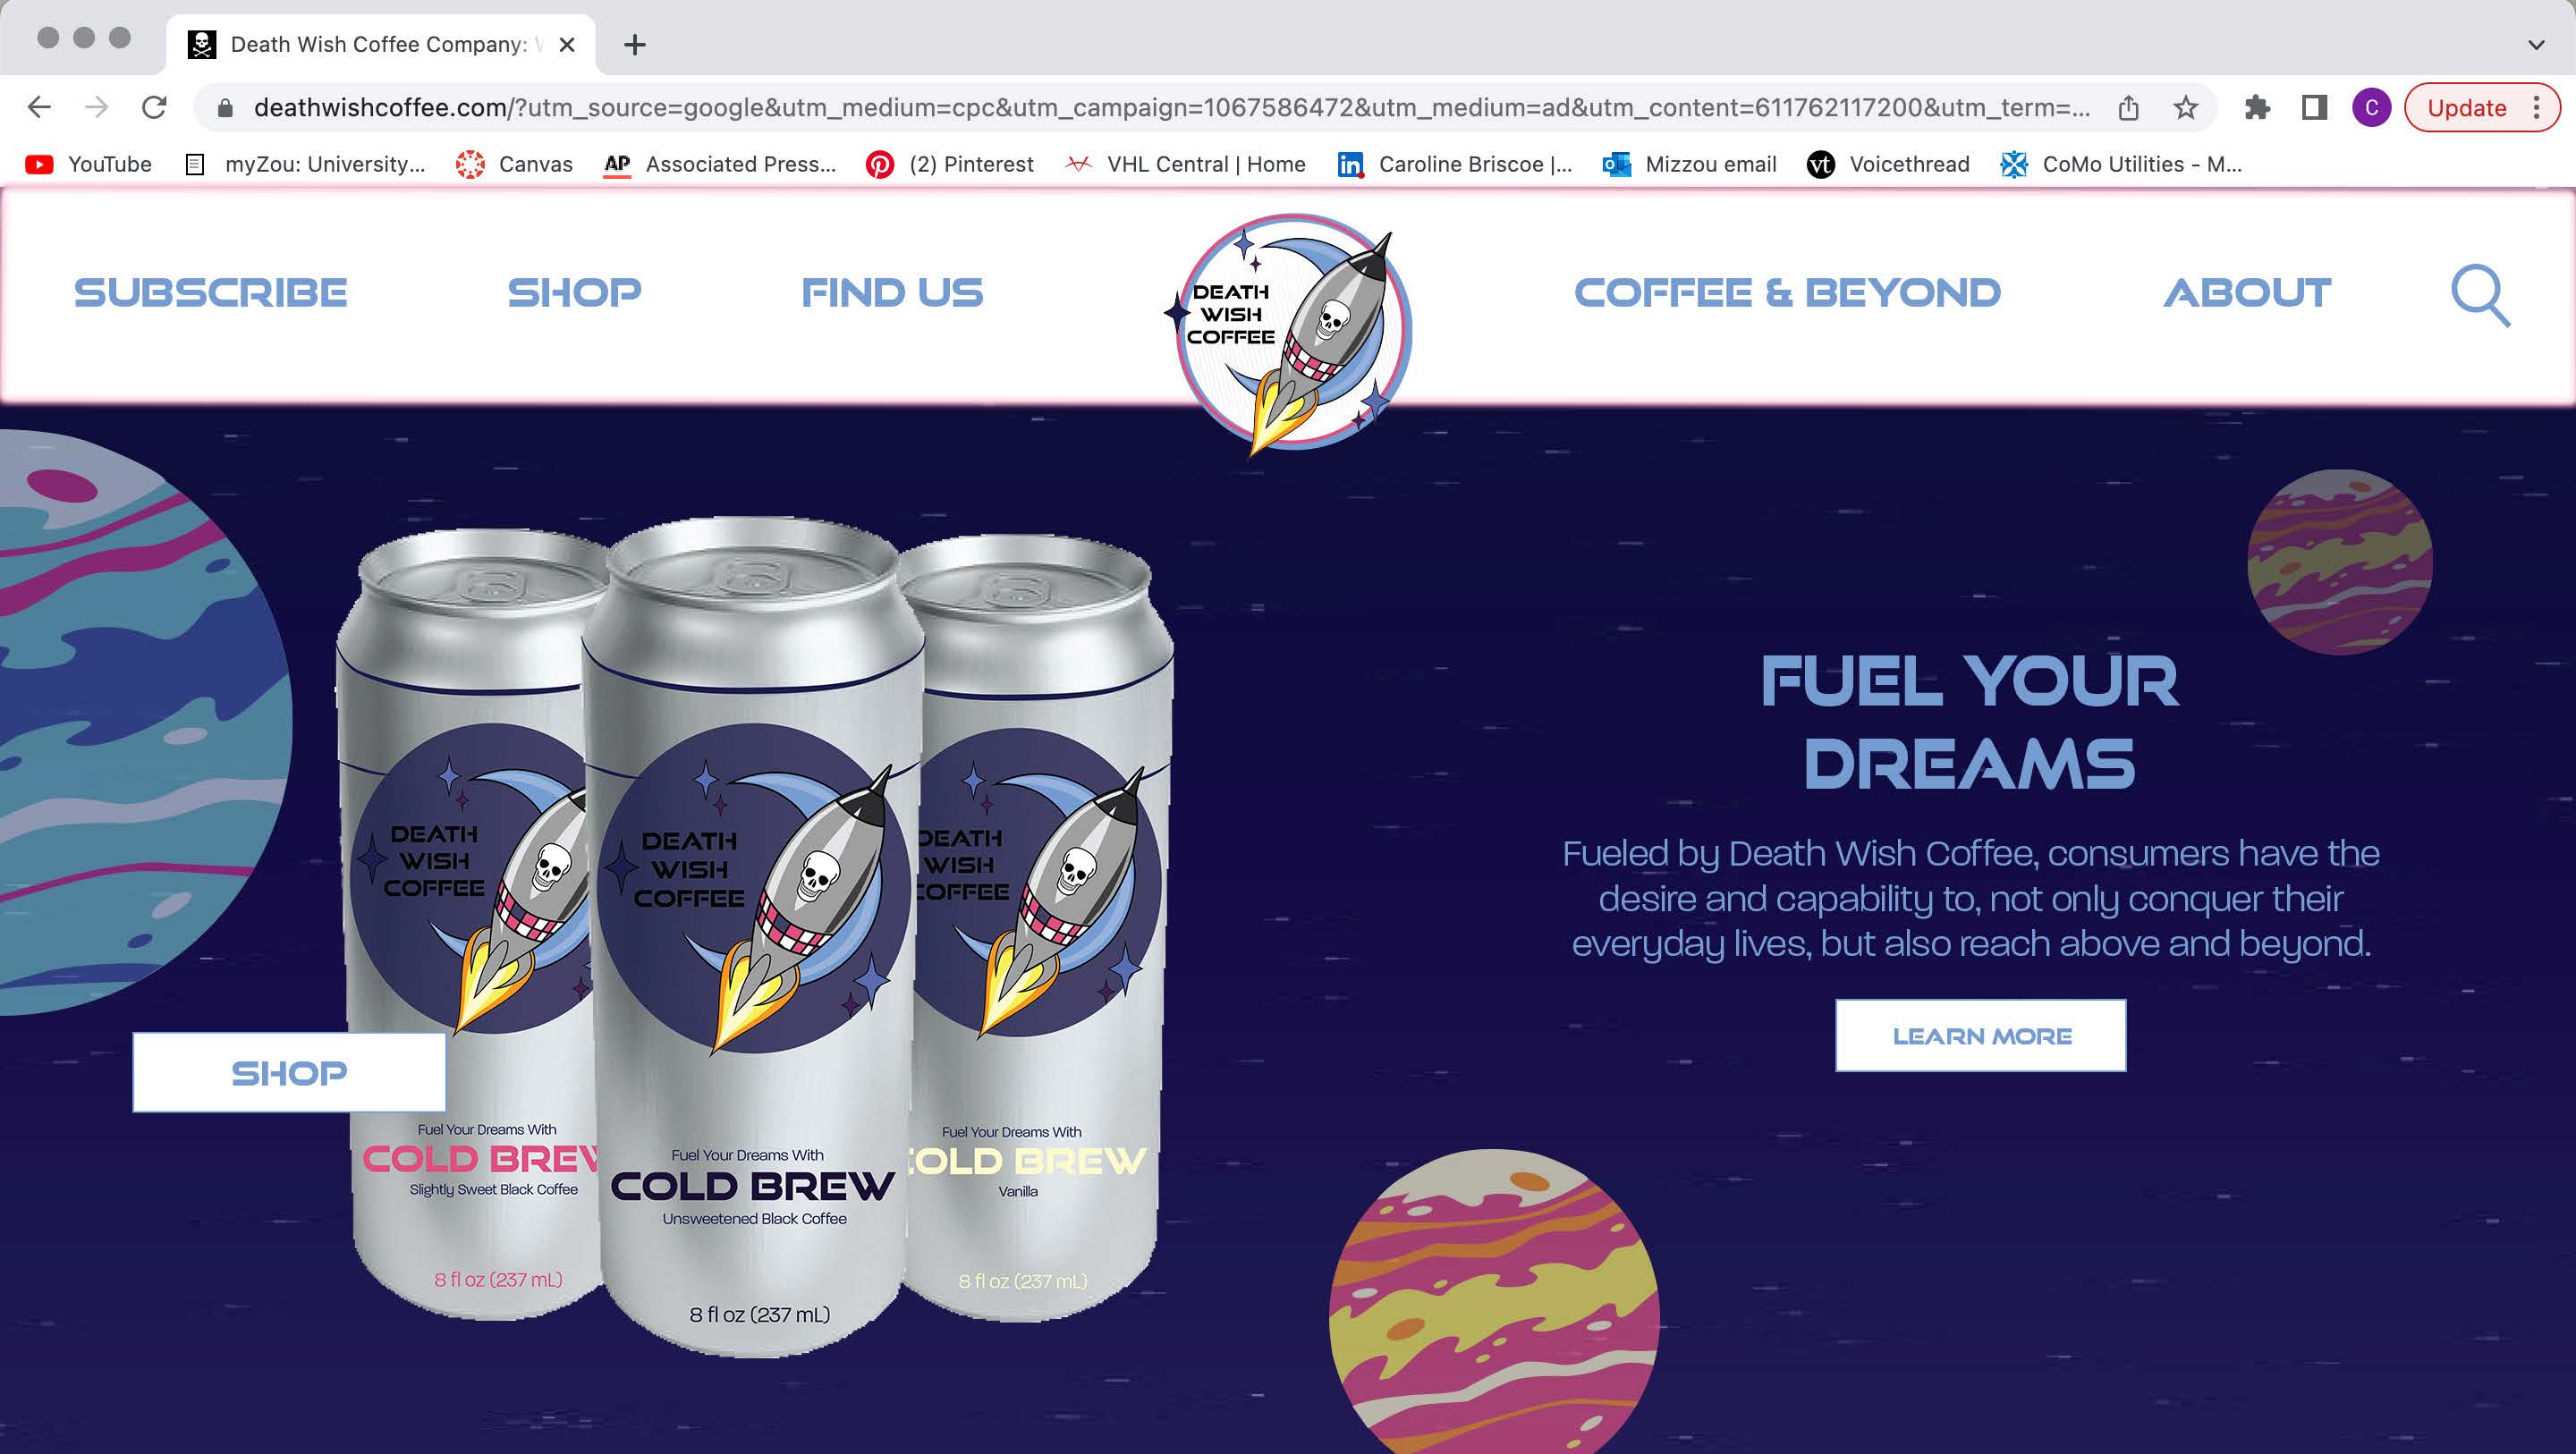 Death Wish Coffee Company:
deathwishcoffee.com/?utm_source=google&utm_medium=cpc&utm_campaign=1067586472&utm_medium=ad&utm_content=611762117200&utm_term=...
C
Update
YouTube
myZou: University...
Canvas
AP Associated Press...
(2) Pinterest
VHL Central | Home
in Caroline Briscoe |...
Mizzou email
vt Voicethread
CoMo Utilities - M...
SUBSCRIBE
SHOP
FIND US
DEATH
WISH
COFFEE
COFFEE & BEYOND
ABOUT
DEATH
WISH
COFFEE
Fuel Your Dreams With
COLD BREW
Slightly Sweet Black Coffee
8 fl oz (237 mL)
DEATH
WISH
COFFEE
Fuel Your Dreams With
COLD BREW
Unsweetened Black Coffee
8 fl oz (237 mL)
DEATH
WISH
COFFEE
Fuel Your Dreams With
COLD BREW
Vanilla
8 fl oz (237 mL)
SHOP
FUEL YOUR
DREAMS
Fueled by Death Wish Coffee, consumers have the
desire and capability to, not only conquer their
everyday lives, but also reach above and beyond.
LEARN MORE